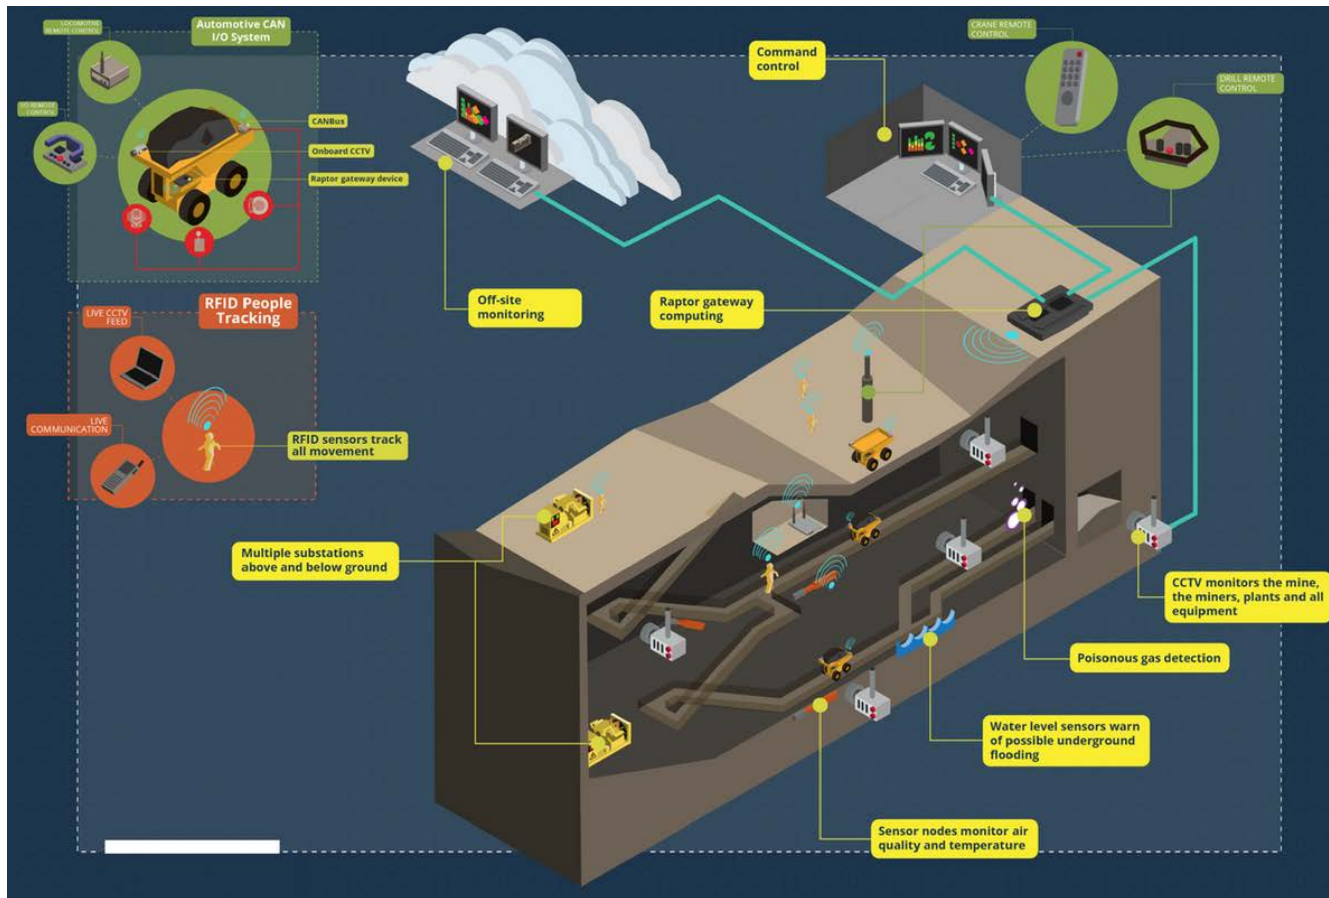 LOCOMOTIVE
REMOTE CONTROL
Automotive CAN
I/O System
I/O REMOTE
CONTROL
CANBus
Onboard CCTV
Raptor gateway device
RFID People
Tracking
LIVE CCTV
FEED
LIVE
COMMUNICATION
RFID sensors track
all movement
Command
control
CRANE REMOTE
CONTROL
DRILL REMOTE
CONTROL
Off-site
monitoring
Raptor gateway
computing
Multiple substations
above and below ground
CCTV monitors the mine,
the miners, plants and all
equipment
Poisonous gas detection
Water level sensors warn
of possible underground
flooding
Sensor nodes monitor air
quality and temperature